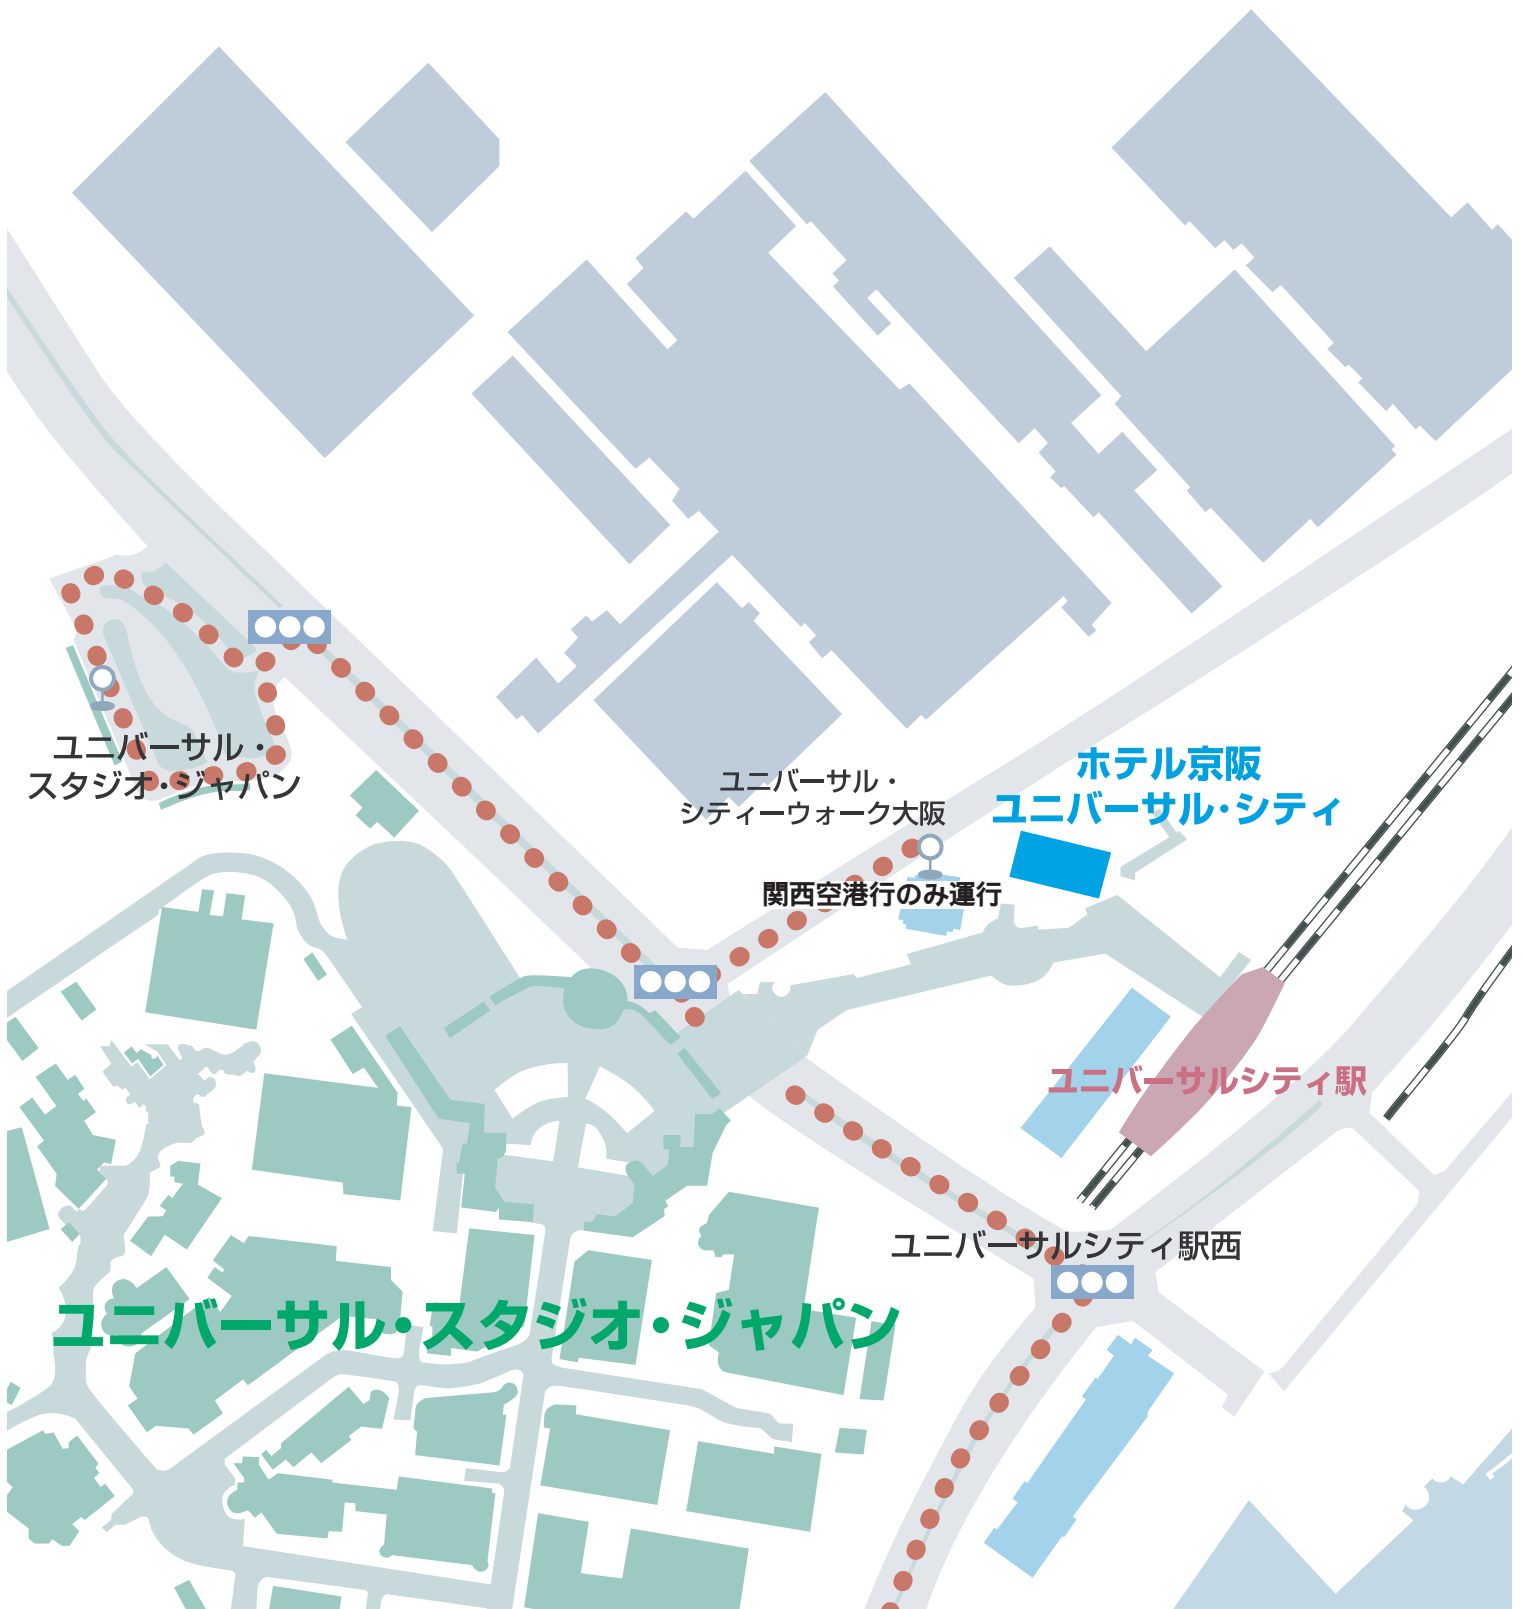 ユニバーサル・
スタジオ・ジャパン
ユニバーサル・
シティーウォーク大阪
ホテル京阪
ユニバーサル・シティ
関西空港行のみ運行
ユニバーサルシティ駅
ユニバーサルシティ駅西
ユニバーサル・スタジオ・ジャパン